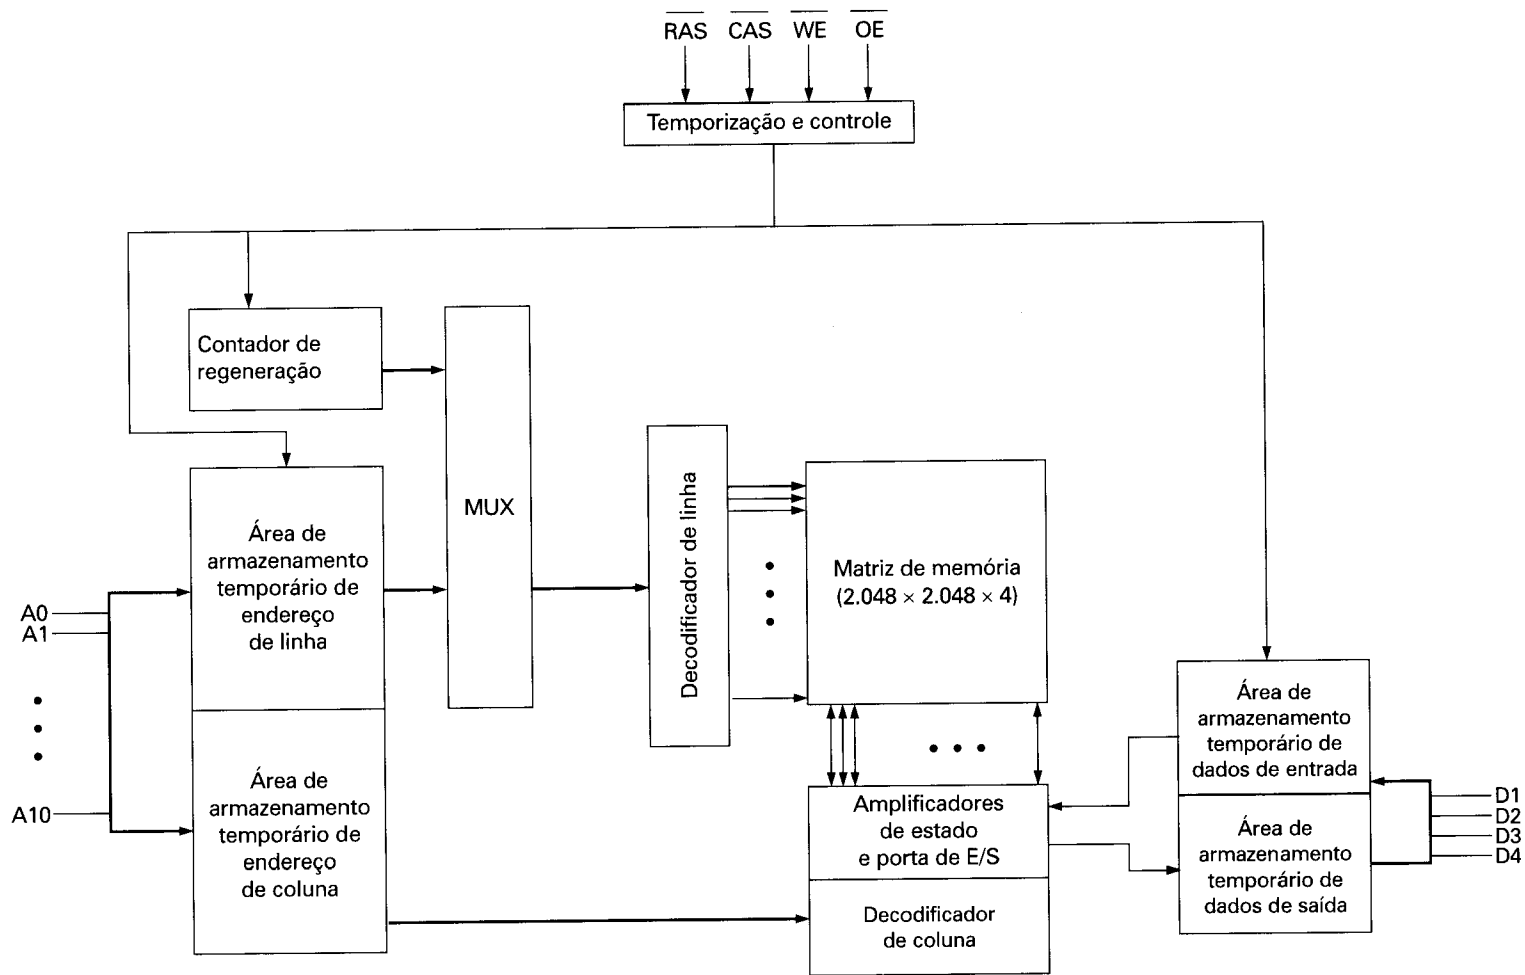 RAS CAS WE OE
Temporização e controle
Contador de
regeneração
MUX
Decodificador de linha
Matriz de memória
(2.048 × 2.048 × 4)
Área de
armazenamento
temporário de
endereço
de linha
A0
A1
A10
Área de
armazenamento
temporário de
endereço
de coluna
Amplificadores
de estado
e porta de E/S
Decodificador
de coluna
Área de
armazenamento
temporário de
dados de entrada
Área de
armazenamento
temporário de
dados de saída
D1
D2
D3
D4